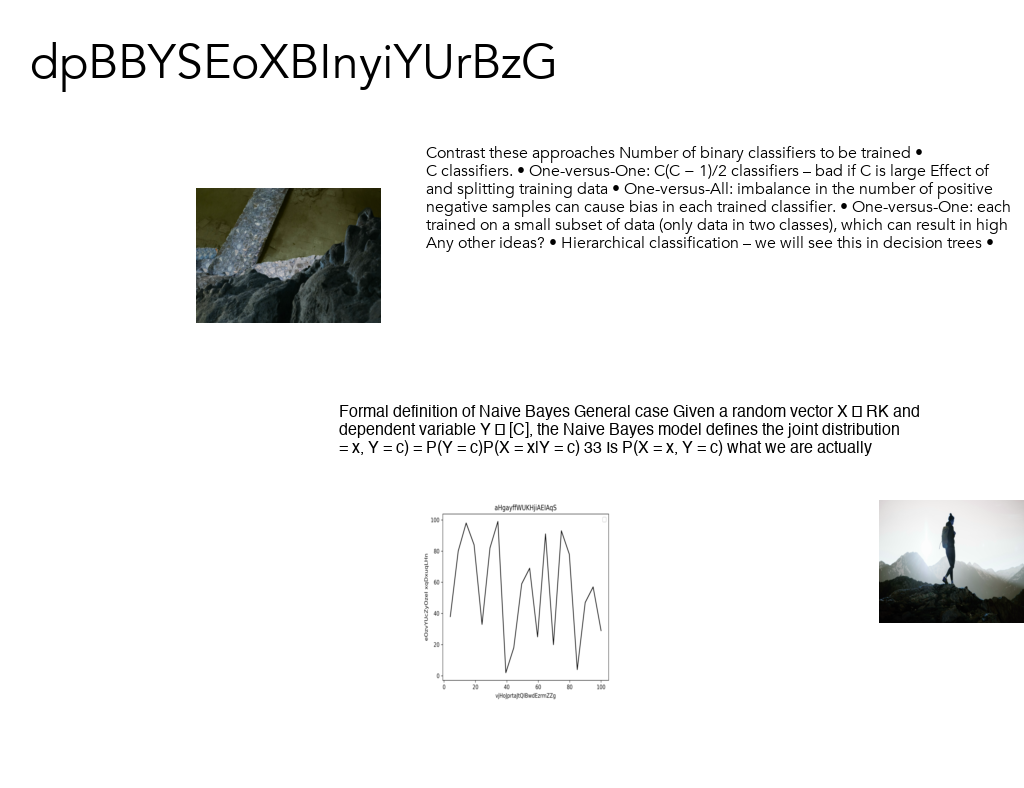 dpBBYSEoXBInyiYUrBzG
Contrast these approaches Number of binary classifiers to be trained •
C classifiers. • One-versus-One: C(C − 1)/2 classifiers – bad if C is large Effect of
and splitting training data • One-versus-All: imbalance in the number of positive
negative samples can cause bias in each trained classifier. • One-versus-One: each
trained on a small subset of data (only data in two classes), which can result in high
Any other ideas? • Hierarchical classification – we will see this in decision trees •
Formal definition of Naive Bayes General case Given a random vector X □ RK and
dependent variable Y □ [C], the Naive Bayes model defines the joint distribution
= x, Y = c) = P(Y = c)P(X = x|Y = c) 33 Is P(X = x, Y = c) what we are actually
aHgayffWUKHjiAEIAqS
100
80
60
40
20
0
0 20 40 60 80 100